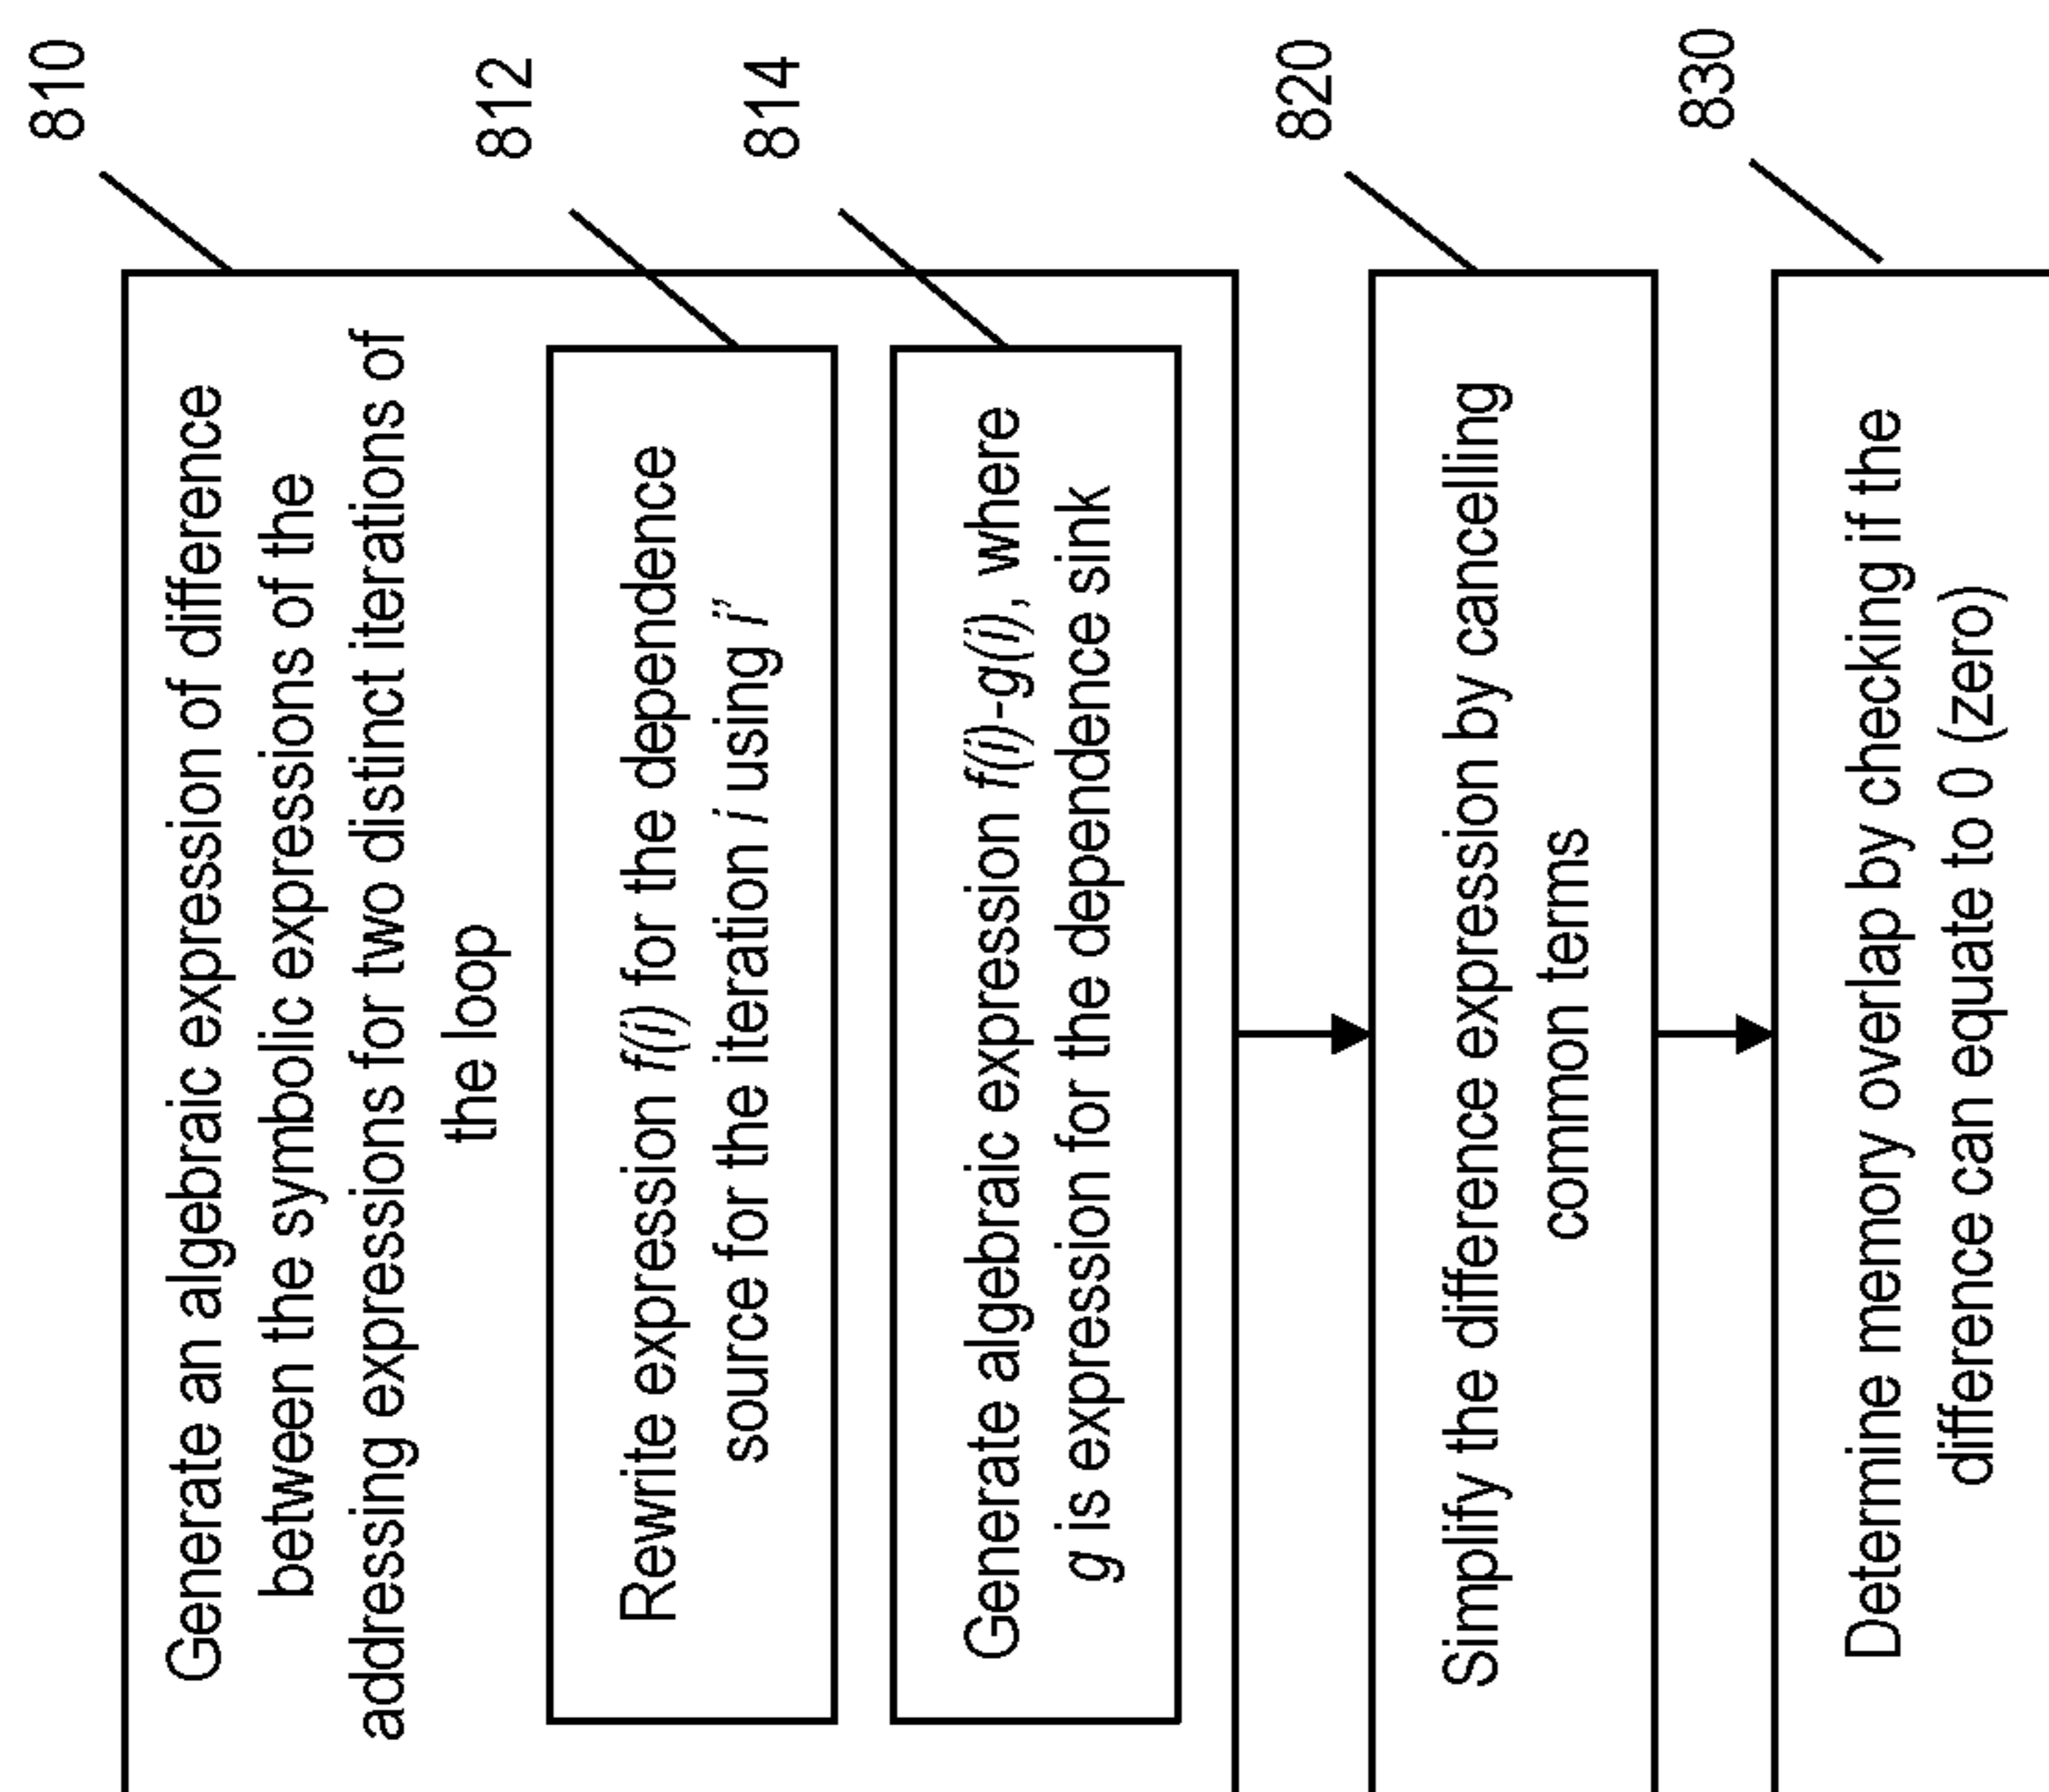 810
Generate an algebraic expression of difference
between the symbolic expressions of the
addressing expressions for two distinct iterations of
the loop
812
Rewrite expression f(i) for the dependence
source for the iteration i using i'
814
Generate algebraic expression f(i)-g(i), where
g is expression for the dependence sink
820
Simplify the difference expression by cancelling
common terms
830
Determine memory overlap by checking if the
difference can equate to 0 (zero)